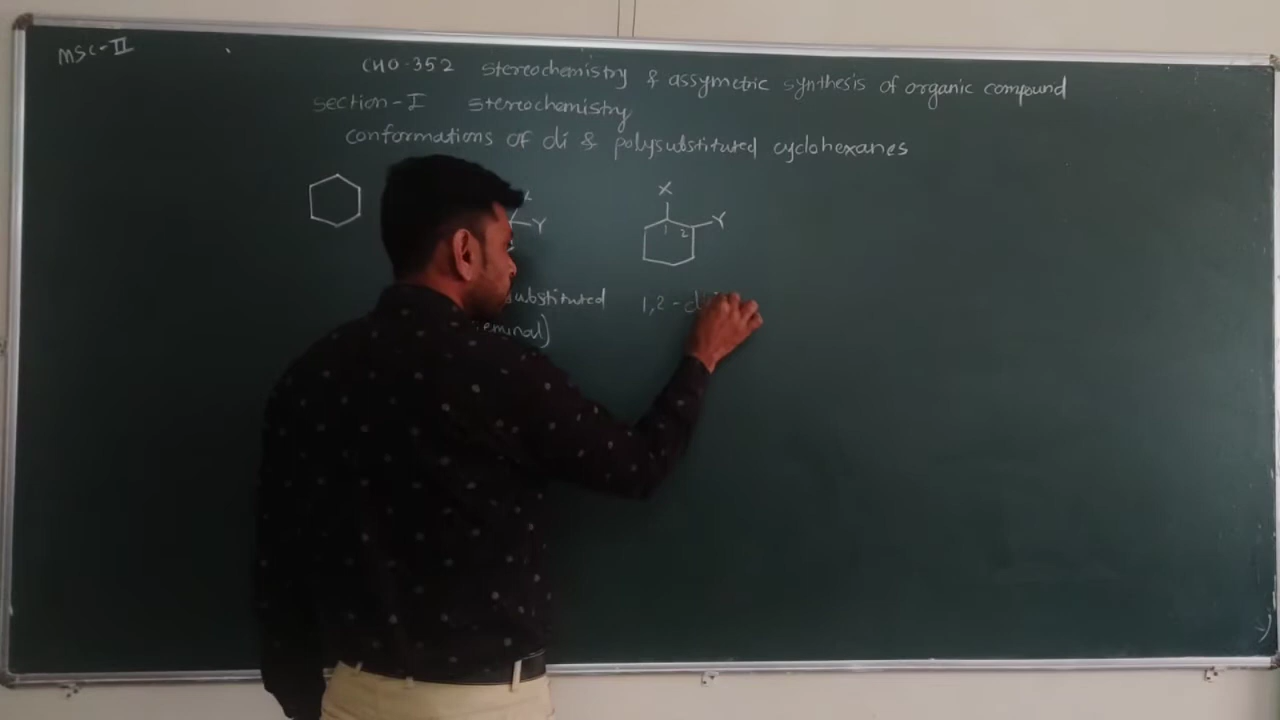 MSC-II
CHO-352 stereochemistry & assymetric synthesis of organic compound
section-I stereochemistry
conformations of di & polysubstituted cyclohexanes
X
Y
X
1 2 Y
substituted
1,2-d
eminal)